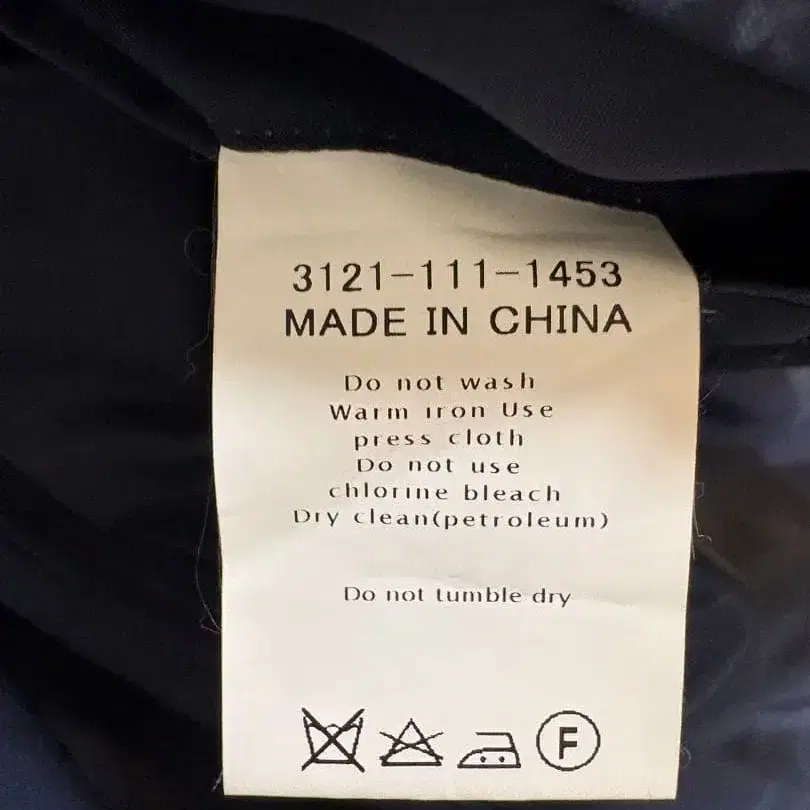 3121-111-1453
MADE IN CHINA
Do not wash
Warm iron Use
press cloth
Do not use
chlorine bleach
Dry clean(petroleum)
Do not tumble dry
F